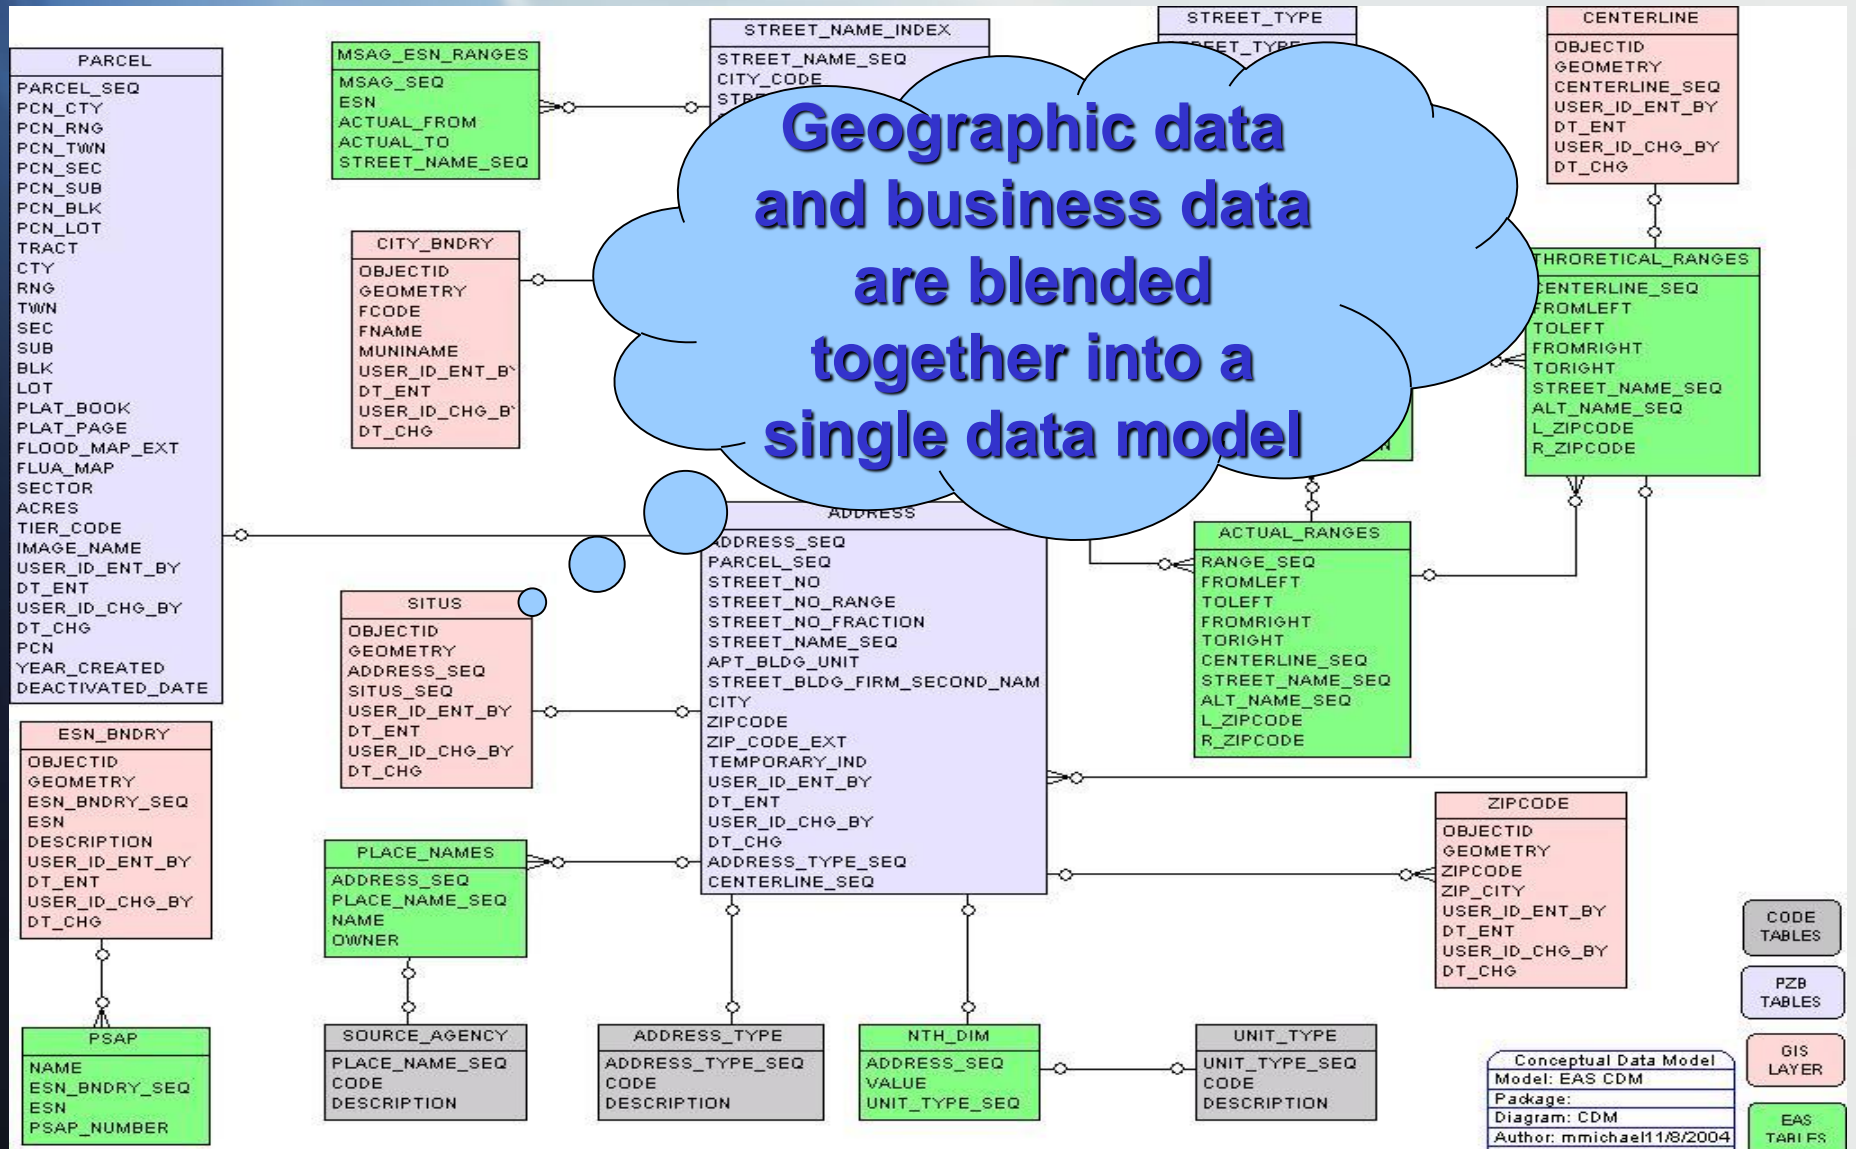 PARCEL
PARCEL_SEQ
PCN_CTY
PCN_RNG
PCN_TWN
PCN_SEC
PCN_SUB
PCN_BLK
PCN_LOT
TRACT
CTY
RNG
TWN
SEC
SUB
BLK
LOT
PLAT_BOOK
PLAT_PAGE
FLOOD_MAP_EXT
FLUA_MAP
SECTOR
ACRES
TIER_CODE
IMAGE_NAME
USER_ID_ENT_BY
DT_ENT
USER_ID_CHG_BY
DT_CHG
PCN
YEAR_CREATED
DEACTIVATED_DATE
MSAG_ESN_RANGES
MSAG_SEQ
ESN
ACTUAL_FROM
ACTUAL_TO
STREET_NAME_SEQ
STREET_NAME_INDEX
STREET_NAME_SEQ
CITY_CODE
STREET_TYPE
CENTERLINE
OBJECTID
GEOMETRY
CENTERLINE_SEQ
USER_ID_ENT_BY
DT_ENT
USER_ID_CHG_BY
DT_CHG
Geographic data
and business data
are blended
together into a
single data model
CITY_BNDRY
OBJECTID
GEOMETRY
FCODE
FNAME
MUNINAME
USER_ID_ENT_B
DT_ENT
USER_ID_CHG_B
DT_CHG
THRORETICAL_RANGES
CENTERLINE_SEQ
FROMLEFT
TOLEFT
FROMRIGHT
TORIGHT
STREET_NAME_SEQ
ALT_NAME_SEQ
L_ZIPCODE
R_ZIPCODE
ADDRESS
ADDRESS_SEQ
PARCEL_SEQ
STREET_NO
STREET_NO_RANGE
STREET_NO_FRACTION
STREET_NAME_SEQ
APT_BLDG_UNIT
STREET_BLDG_FIRM_SECOND_NAM
CITY
ZIPCODE
ZIP_CODE_EXT
TEMPORARY_IND
USER_ID_ENT_BY
DT_ENT
USER_ID_CHG_BY
DT_CHG
ADDRESS_TYPE_SEQ
CENTERLINE_SEQ
ACTUAL_RANGES
RANGE_SEQ
FROMLEFT
TOLEFT
FROMRIGHT
TORIGHT
CENTERLINE_SEQ
STREET_NAME_SEQ
ALT_NAME_SEQ
L_ZIPCODE
R_ZIPCODE
SITUS
OBJECTID
GEOMETRY
ADDRESS_SEQ
SITUS_SEQ
USER_ID_ENT_BY
DT_ENT
USER_ID_CHG_BY
DT_CHG
ESN_BNDRY
OBJECTID
GEOMETRY
ESN_BNDRY_SEQ
ESN
DESCRIPTION
USER_ID_ENT_BY
DT_ENT
USER_ID_CHG_BY
DT_CHG
PLACE_NAMES
ADDRESS_SEQ
PLACE_NAME_SEQ
NAME
OWNER
ZIPCODE
OBJECTID
GEOMETRY
ZIPCODE
ZIP_CITY
USER_ID_ENT_BY
DT_ENT
USER_ID_CHG_BY
DT_CHG
PSAP
NAME
ESN_BNDRY_SEQ
ESN
PSAP_NUMBER
SOURCE_AGENCY
PLACE_NAME_SEQ
CODE
DESCRIPTION
ADDRESS_TYPE
ADDRESS_TYPE_SEQ
CODE
DESCRIPTION
NTH_DIM
ADDRESS_SEQ
VALUE
UNIT_TYPE_SEQ
UNIT_TYPE
UNIT_TYPE_SEQ
CODE
DESCRIPTION
Conceptual Data Model
Model: EAS CDM
Package:
Diagram: CDM
Author: mmichael11/8/2004
CODE
TABLES
PZB
TABLES
GIS
LAYER
EAS
TABLES